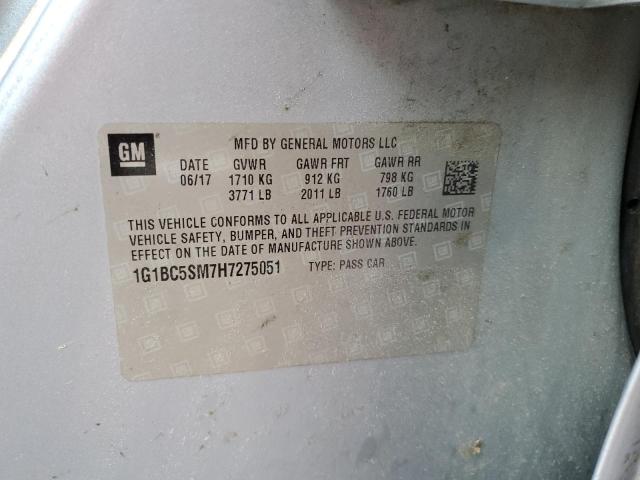 GM
MFD BY GENERAL MOTORS LLC
DATE GVWR GAWR FRT GAWR RR
06/17 1710 KG 912 KG 798 KG
3771 LB 2011 LB 1760 LB
THIS VEHICLE CONFORMS TO ALL APPLICABLE U.S. FEDERAL MOTOR
VEHICLE SAFETY, BUMPER, AND THEFT PREVENTION STANDARDS IN
EFFECT ON THE DATE OF MANUFACTURE SHOWN ABOVE.
1G1BC5SM7H7275051 TYPE: PASS CAR